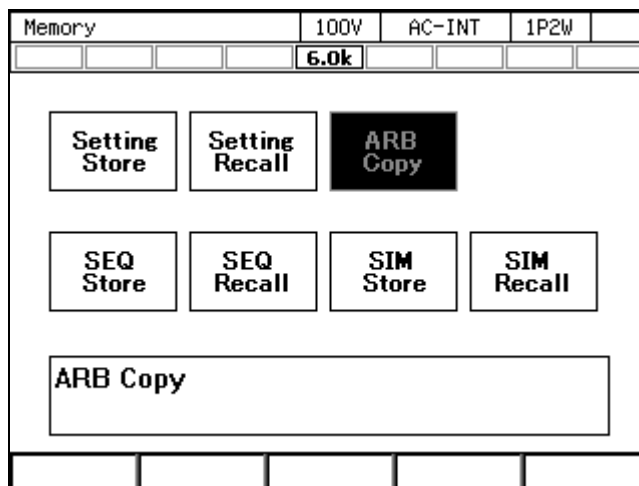 Memory 100V AC-INT 1P2W
6.0k
Setting Store
Setting Recall
ARB Copy
SEQ Store
SEQ Recall
SIM Store
SIM Recall
ARB Copy